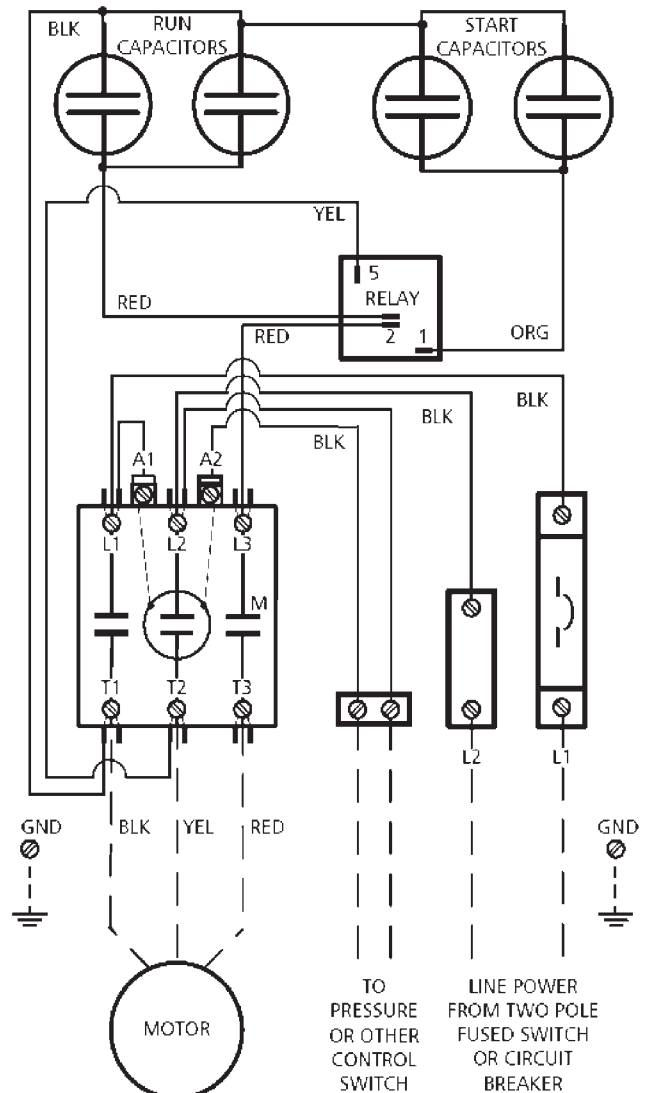 BLK
RUN
CAPACITORS
START
CAPACITORS
YEL
5
RELAY
RED
2
1
RED
ORG
BLK
BLK
BLK
A1
A2
L1
L2
L3
M
T1
T2
T3
L2
L1
GND
BLK
YEL
RED
GND
MOTOR
TO
PRESSURE
OR OTHER
CONTROL
SWITCH
LINE POWER
FROM TWO POLE
FUSED SWITCH
OR CIRCUIT
BREAKER